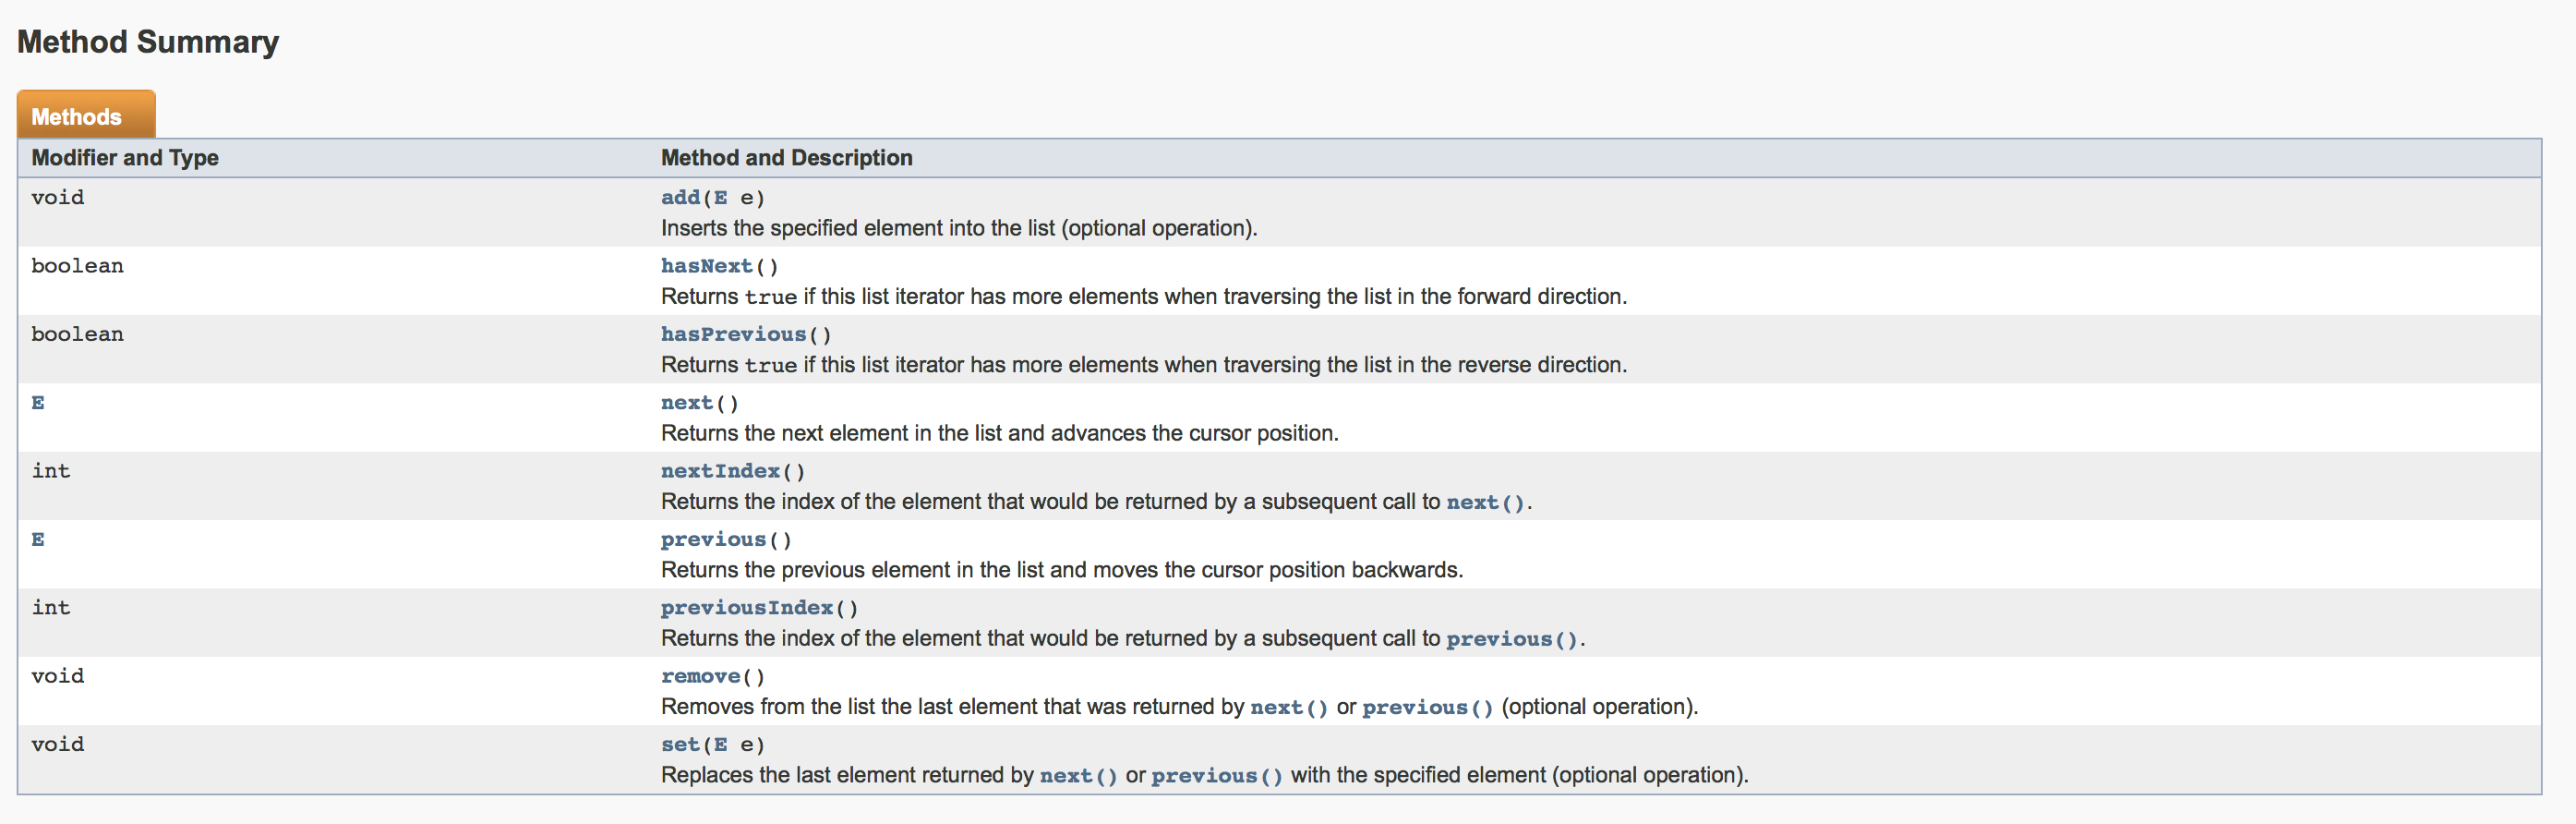 Method Summary
Methods
Modifier and Type Method and Description
void add(E e)
Inserts the specified element into the list (optional operation).
boolean hasNext()
Returns true if this list iterator has more elements when traversing the list in the forward direction.
boolean hasPrevious()
Returns true if this list iterator has more elements when traversing the list in the reverse direction.
E next()
Returns the next element in the list and advances the cursor position.
int nextIndex()
Returns the index of the element that would be returned by a subsequent call to next().
E previous()
Returns the previous element in the list and moves the cursor position backwards.
int previousIndex()
Returns the index of the element that would be returned by a subsequent call to previous().
void remove()
Removes from the list the last element that was returned by next() or previous() (optional operation).
void set(E e)
Replaces the last element returned by next() or previous() with the specified element (optional operation).